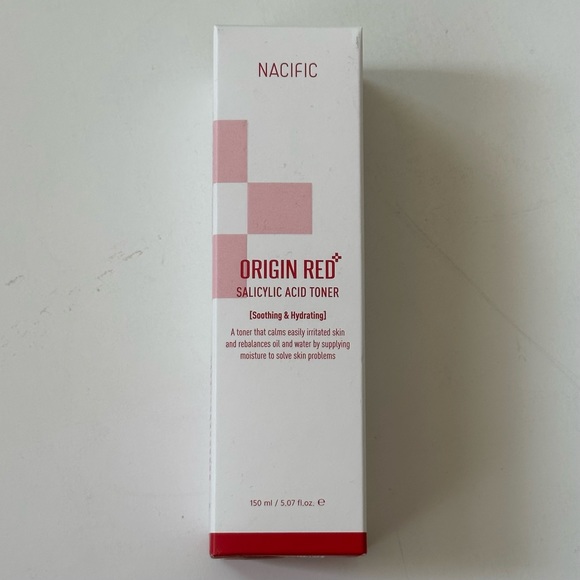 NACIFIC
ORIGIN RED
SALICYLIC ACID TONER
[Soothing & Hydrating]
A toner that calms easily irritated skin
and rebalances oil and water by supplying
moisture to solve skin problems
150 ml / 5.07 fl.oz. ℮